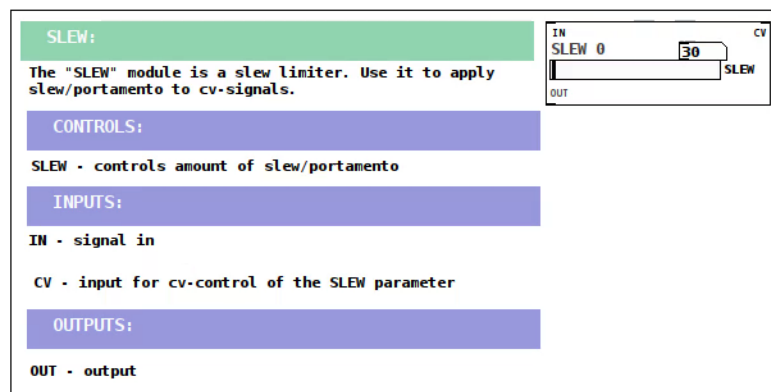 SLEW:
The "SLEW" module is a slew limiter. Use it to apply
slew/portamento to cv-signals.
CONTROLS:
SLEW - controls amount of slew/portamento
INPUTS:
IN - signal in
CV - input for cv-control of the SLEW parameter
OUTPUTS:
OUT - output
IN CV
SLEW 0 30
SLEW
OUT